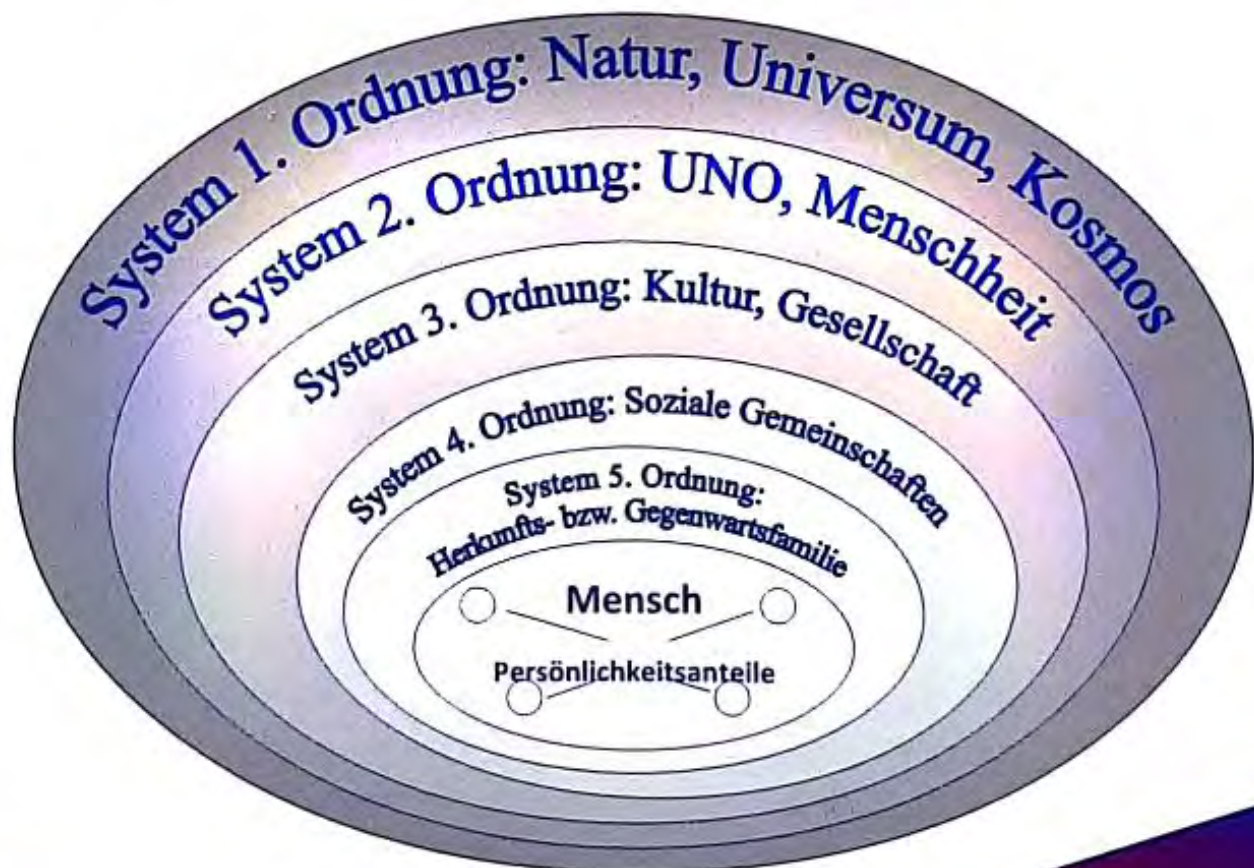 System 1. Ordnung: Natur, Universum, Kosmos
System 2. Ordnung: UNO, Menschheit
System 3. Ordnung: Kultur, Gesellschaft
System 4. Ordnung: Soziale Gemeinschaften
System 5. Ordnung:
Herkunfts- bzw. Gegenwartsfamilie
Mensch
Persönlichkeitsanteile